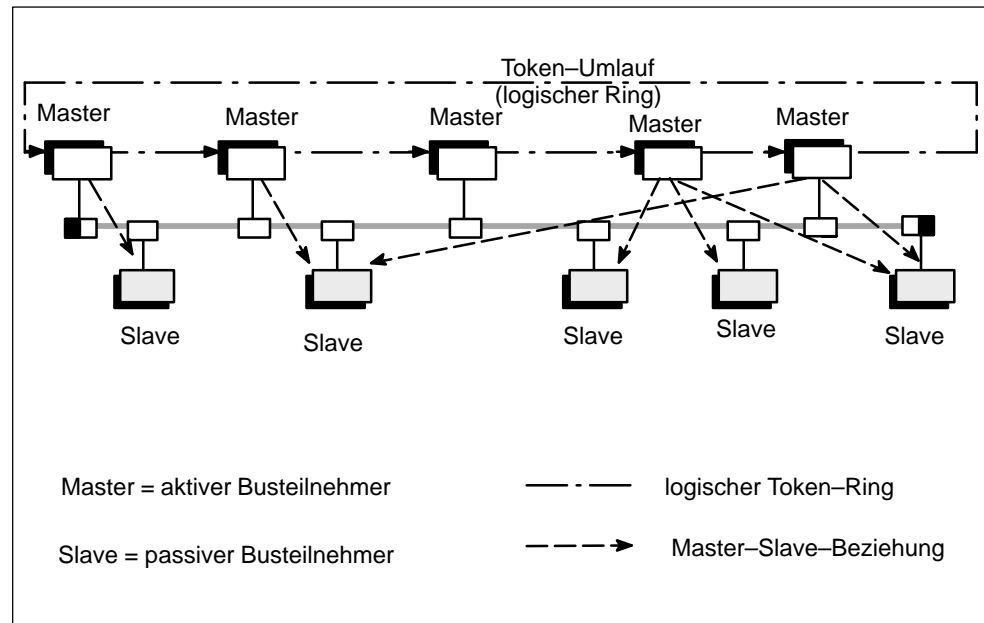 Token–Umlauf
(logischer Ring)
Master
Master
Master
Master
Master
Slave
Slave
Slave
Slave
Slave
Master = aktiver Busteilnehmer
logischer Token–Ring
Slave = passiver Busteilnehmer
Master–Slave–Beziehung